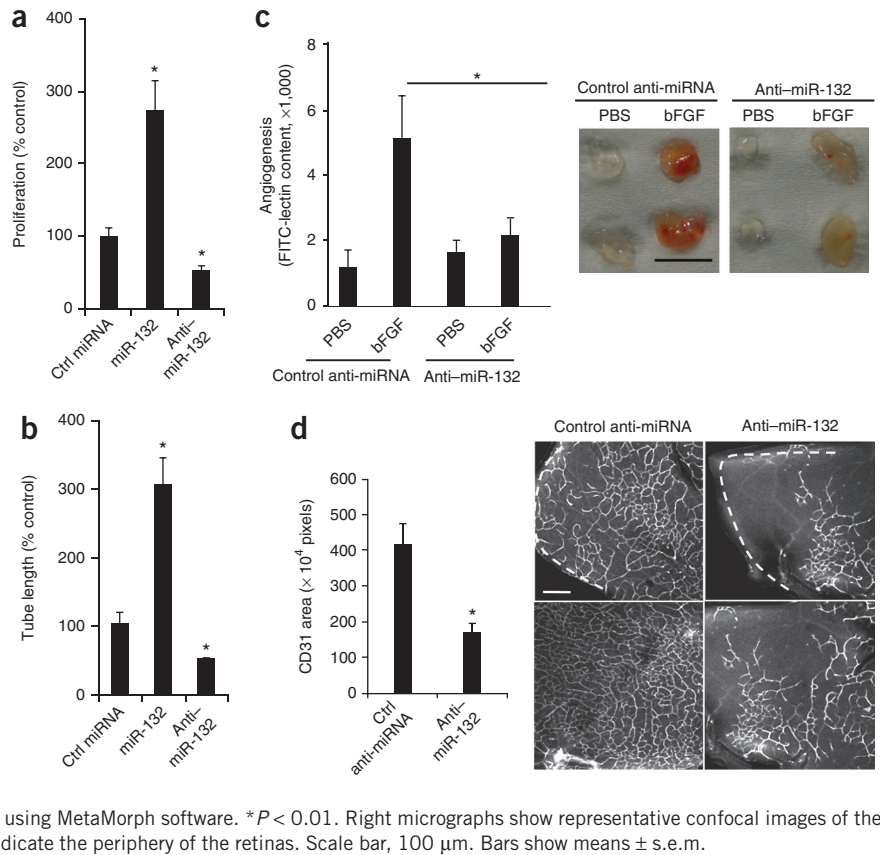 a
Proliferation (% control)
400
300
200
100
0
*
*
Ctrl miRNA
miR-132
Anti–
miR-132
c
Angiogenesis
(FITC-lectin content, ×1,000)
8
6
4
2
0
*
PBS
bFGF
PBS
bFGF
Control anti-miRNA
Anti–miR-132
Control anti-miRNA
Anti–miR-132
PBS
bFGF
PBS
bFGF
b
Tube length (% control)
400
300
200
100
0
*
*
Ctrl miRNA
miR-132
Anti–
miR-132
d
CD31 area (× 10⁴ pixels)
600
500
400
300
200
100
0
*
Ctrl
anti-miRNA
Anti–
miR-132
Control anti-miRNA
Anti–miR-132
using MetaMorph software. *P < 0.01. Right micrographs show representative confocal images of the
dicate the periphery of the retinas. Scale bar, 100 μm. Bars show means ± s.e.m.